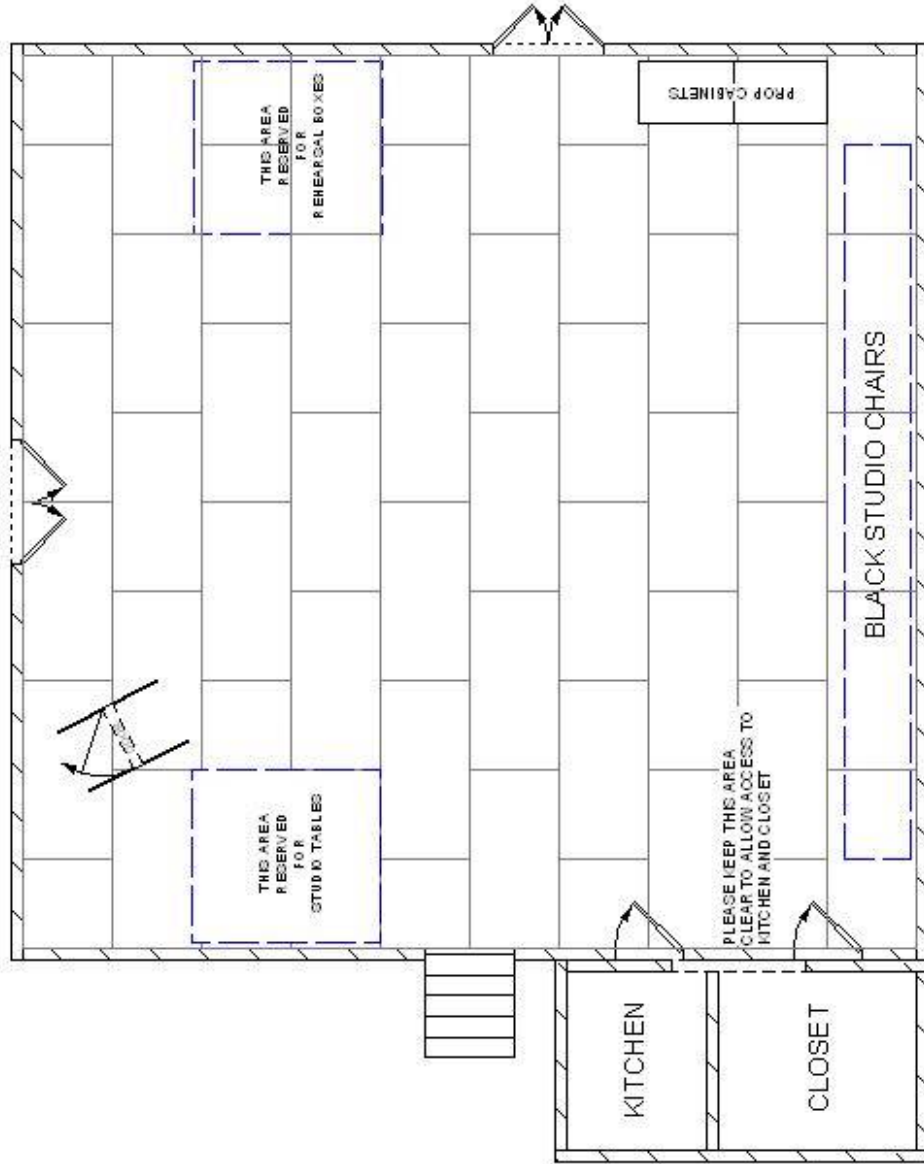 THIS AREA
RESERVED
FOR
REHEARSAL BOXES
PROP CABINETS
BLACK STUDIO CHAIRS
THIS AREA
RESERVED
FOR
STUDIO TABLES
PLEASE KEEP THIS AREA
CLEAR TO ALLOW ACCESS TO
KITCHEN AND CLOSET
KITCHEN
CLOSET